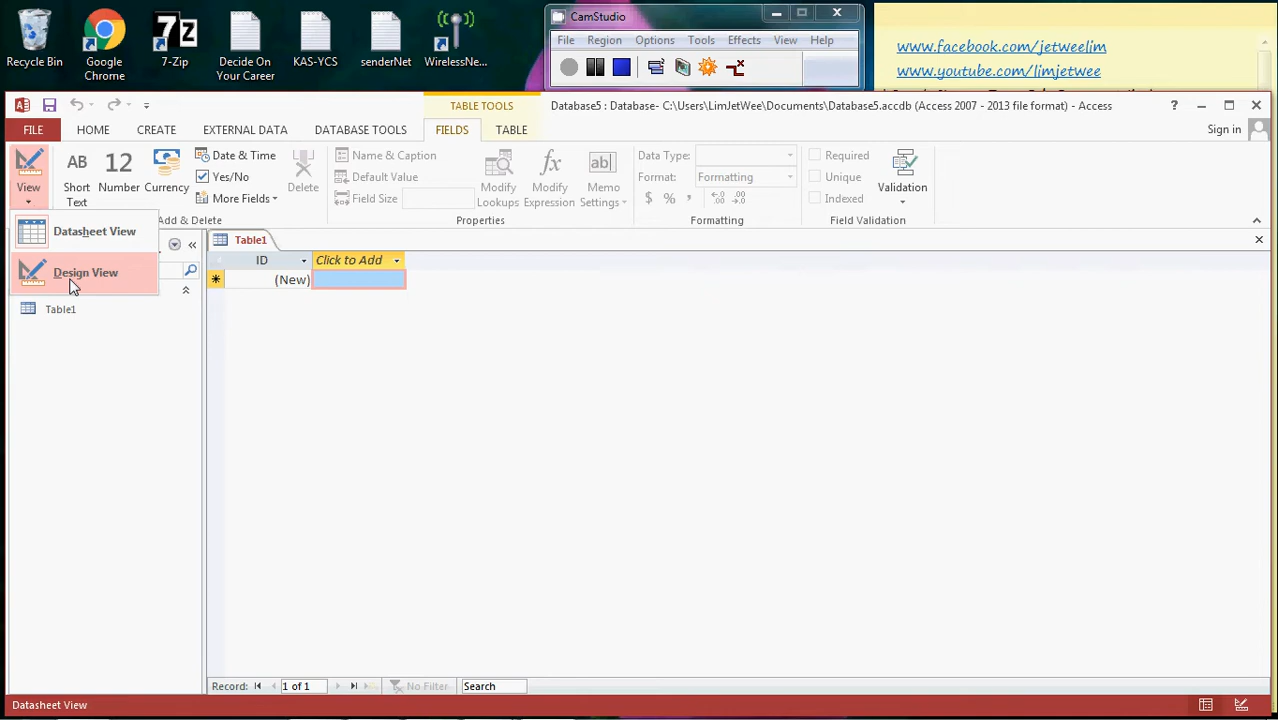 CamStudio
File Region Options Tools Effects View Help
www.facebook.com/jetweelim
www.youtube.com/limjetwee
7z
Recycle Bin
Google Chrome
7-Zip
Decide On Your Career
KAS-YCS
senderNet
WirelessNe...
TABLE TOOLS
Database5 : Database- C:\Users\LimJetWee\Documents\Database5.accdb (Access 2007 - 2013 file format) - Access
?
FILE HOME CREATE EXTERNAL DATA DATABASE TOOLS FIELDS TABLE
Sign in
View
AB
Short Text
12
Number
Currency
Date & Time
Yes/No
More Fields
Delete
Name & Caption
Default Value
Field Size
Modify Lookups
fx
Modify Expression
ab
Memo Settings
Data Type:
Format: Formatting
$ % , .00 .0
Required
Unique
Indexed
Validation
Add & Delete
Properties
Formatting
Field Validation
Datasheet View
Design View
Table1
Table1
ID Click to Add
(New)
Record: 1 of 1 No Filter Search
Datasheet View